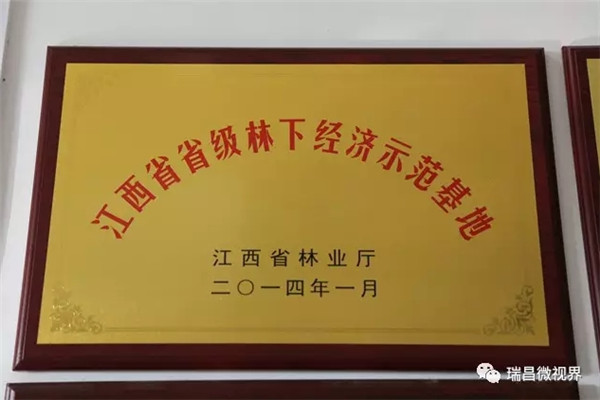 江西省省级林下经济示范基地
江西省林业厅
二〇一四年一月
瑞昌微视界